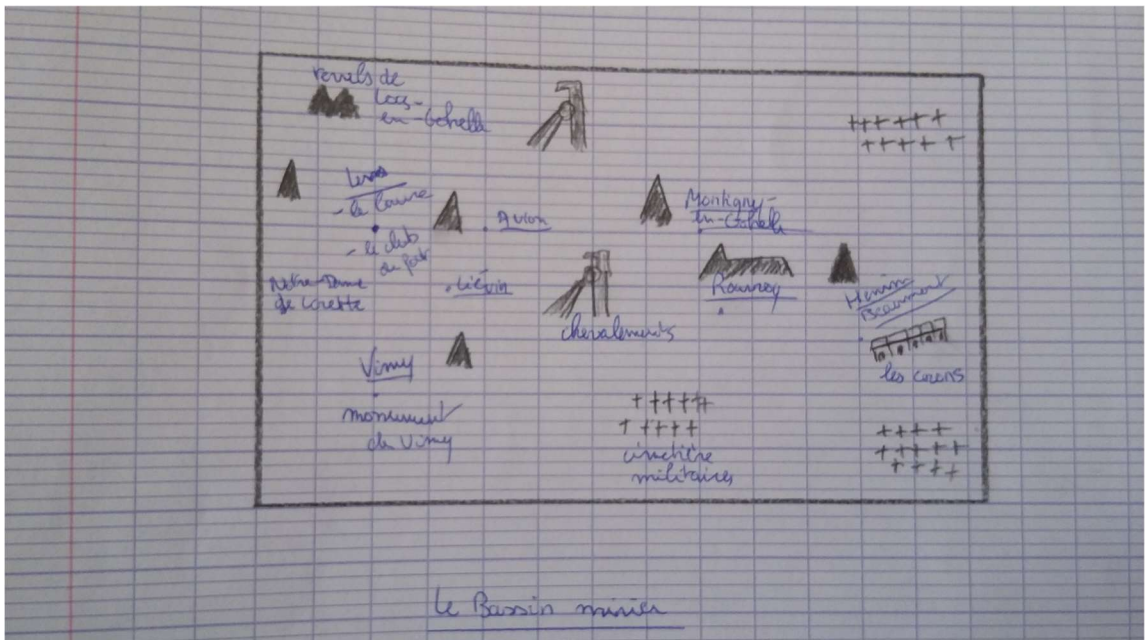 terrils de
Loos-
en-Gohelle
Lens
- le louvre
- le club
de foot
Avion
Montigny-
en-Gohelle
Notre-Dame
de Lorette
Liévin
chevalements
Rouvroy
Hénin
Beaumont
les corons
Vimy
monument
de Vimy
cimetière
militaires
Le Bassin minier